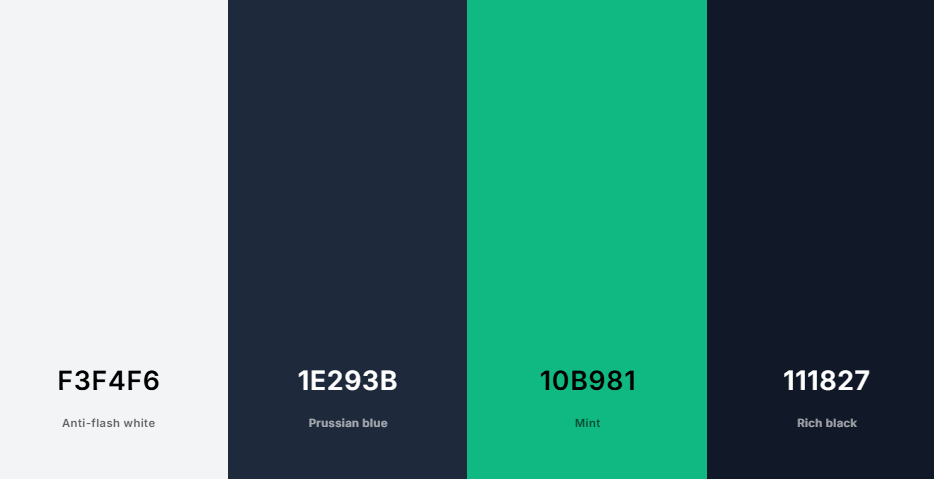 F3F4F6
Anti-flash white
1E293B
Prussian blue
10B981
Mint
111827
Rich black